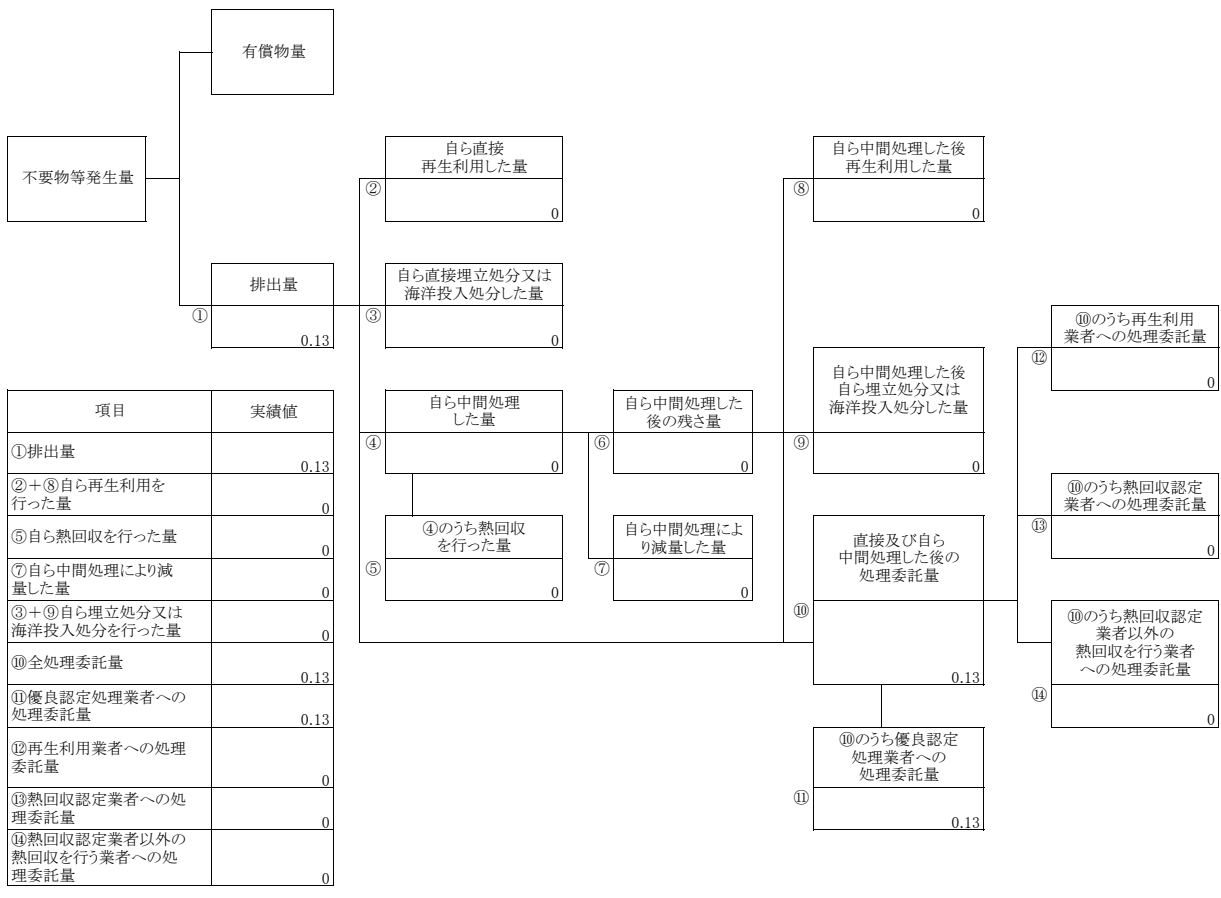 有償物量
不要物等発生量
排出量
①
0.13
自ら直接
再生利用した量
②
0
自ら直接埋立処分又は
海洋投入処分した量
③
0
自ら中間処理
した量
④
0
④のうち熱回収
を行った量
⑤
0
自ら中間処理した
後の残さ量
⑥
0
自ら中間処理によ
り減量した量
⑦
0
自ら中間処理した後
再生利用した量
⑧
0
自ら中間処理した後
自ら埋立処分又は
海洋投入処分した量
⑨
0
直接及び自ら
中間処理した後の
処理委託量
⑩
0.13
⑩のうち優良認定
処理業者への
処理委託量
⑪
0.13
⑩のうち再生利用
業者への処理委託量
⑫
0
⑩のうち熱回収認定
業者への処理委託量
⑬
0
⑩のうち熱回収認定
業者以外の
熱回収を行う業者
への処理委託量
⑭
0
項目 実績値
①排出量
0.13
②＋⑧自ら再生利用を
行った量
0
⑤自ら熱回収を行った量
0
⑦自ら中間処理により減
量した量
0
③＋⑨自ら埋立処分又は
海洋投入処分を行った量
0
⑩全処理委託量
0.13
⑪優良認定処理業者への
処理委託量
0.13
⑫再生利用業者への処理
委託量
0
⑬熱回収認定業者への処
理委託量
0
⑭熱回収認定業者以外の
熱回収を行う業者への処
理委託量
0